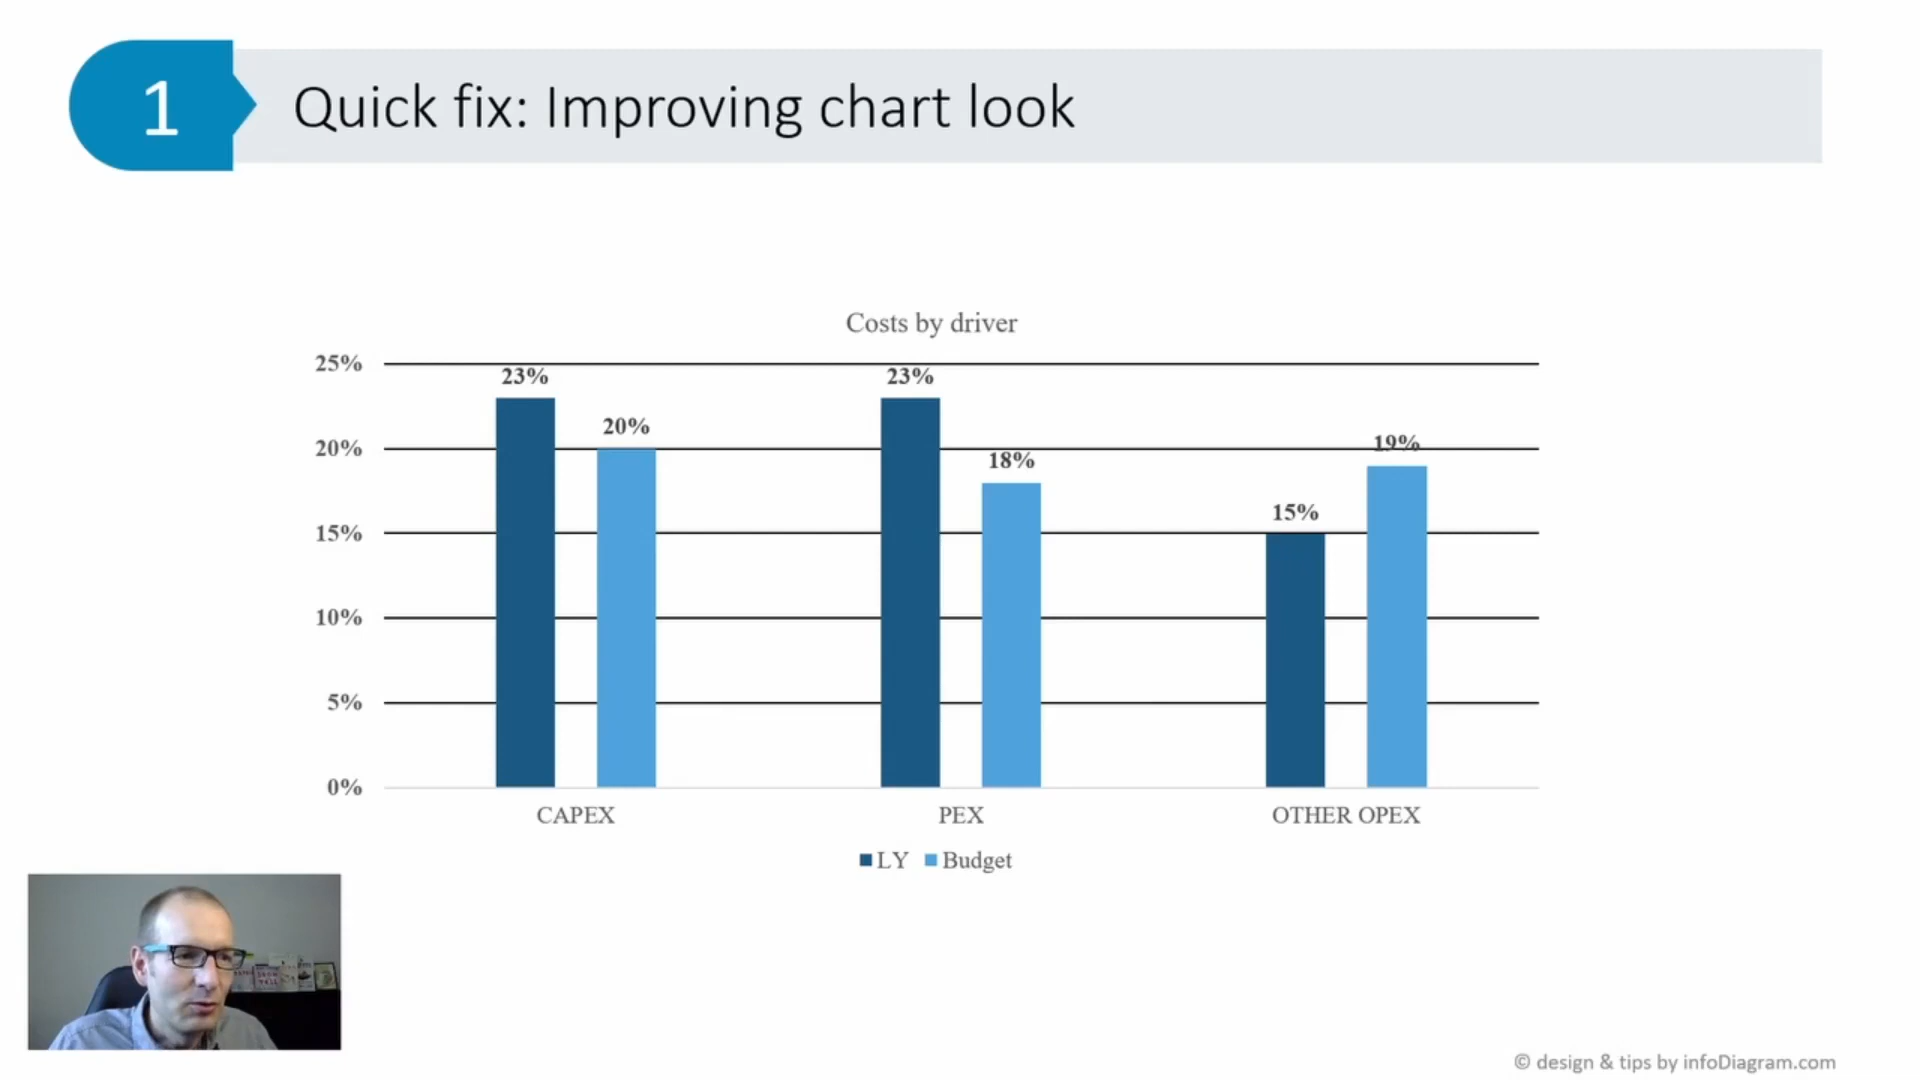 1
Quick fix: Improving chart look
Costs by driver
25%
23%
23%
20%
20%
19%
18%
15%
15%
10%
5%
0%
CAPEX
PEX
OTHER OPEX
LY
Budget
© design & tips by infoDiagram.com